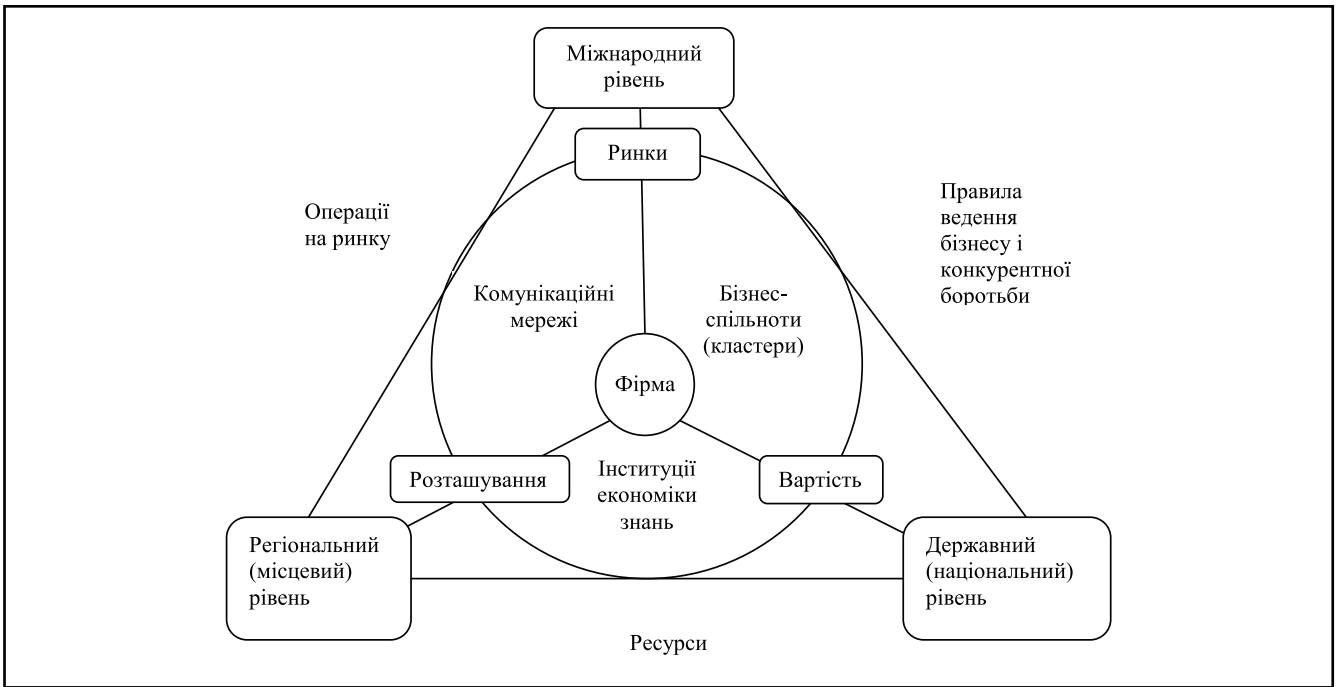 Міжнародний
рівень
Ринки
Операції
на ринку
Правила
ведення
бізнесу і
конкурентної
боротьби
Комунікаційні
мережі
Бізнес-
спільноти
(кластери)
Фірма
Розташування
Інституції
економіки
знань
Вартість
Регіональний
(місцевий)
рівень
Державний
(національний)
рівень
Ресурси